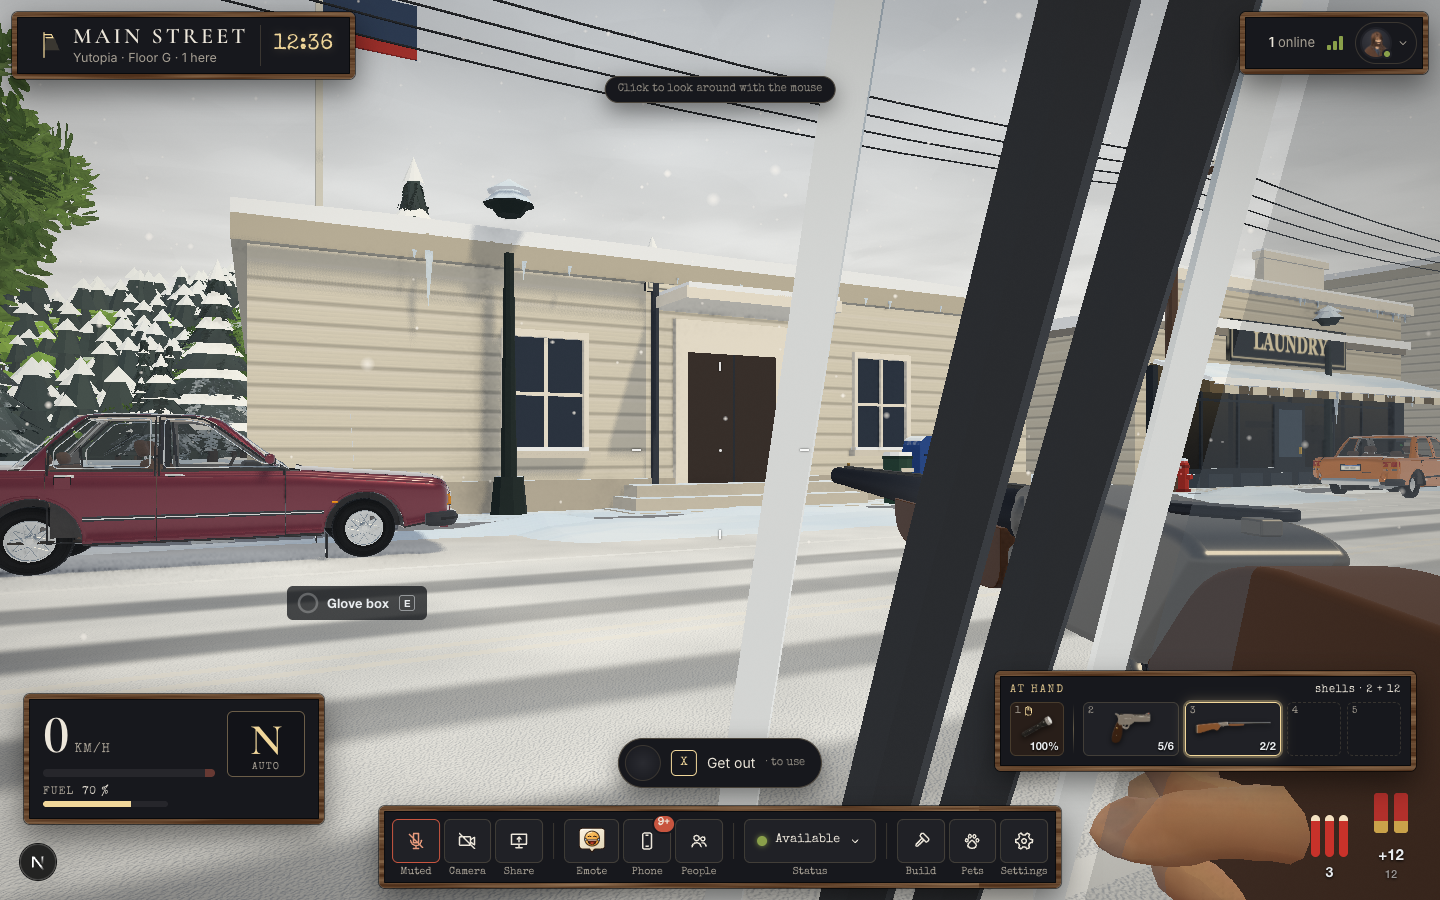 MAIN STREET
Yutopia · Floor G · 1 here
12:36
Click to look around with the mouse
1 online
LAUNDRY
Glove box E
0 KM/H
N
AUTO
FUEL 70 %
X Get out · to use
AT HAND
shells · 2 + 12
1
100%
2
5/6
3
2/2
4
5
9+
Available
Muted
Camera
Share
Emote
Phone
People
Status
Build
Pets
Settings
3
+12
12
N